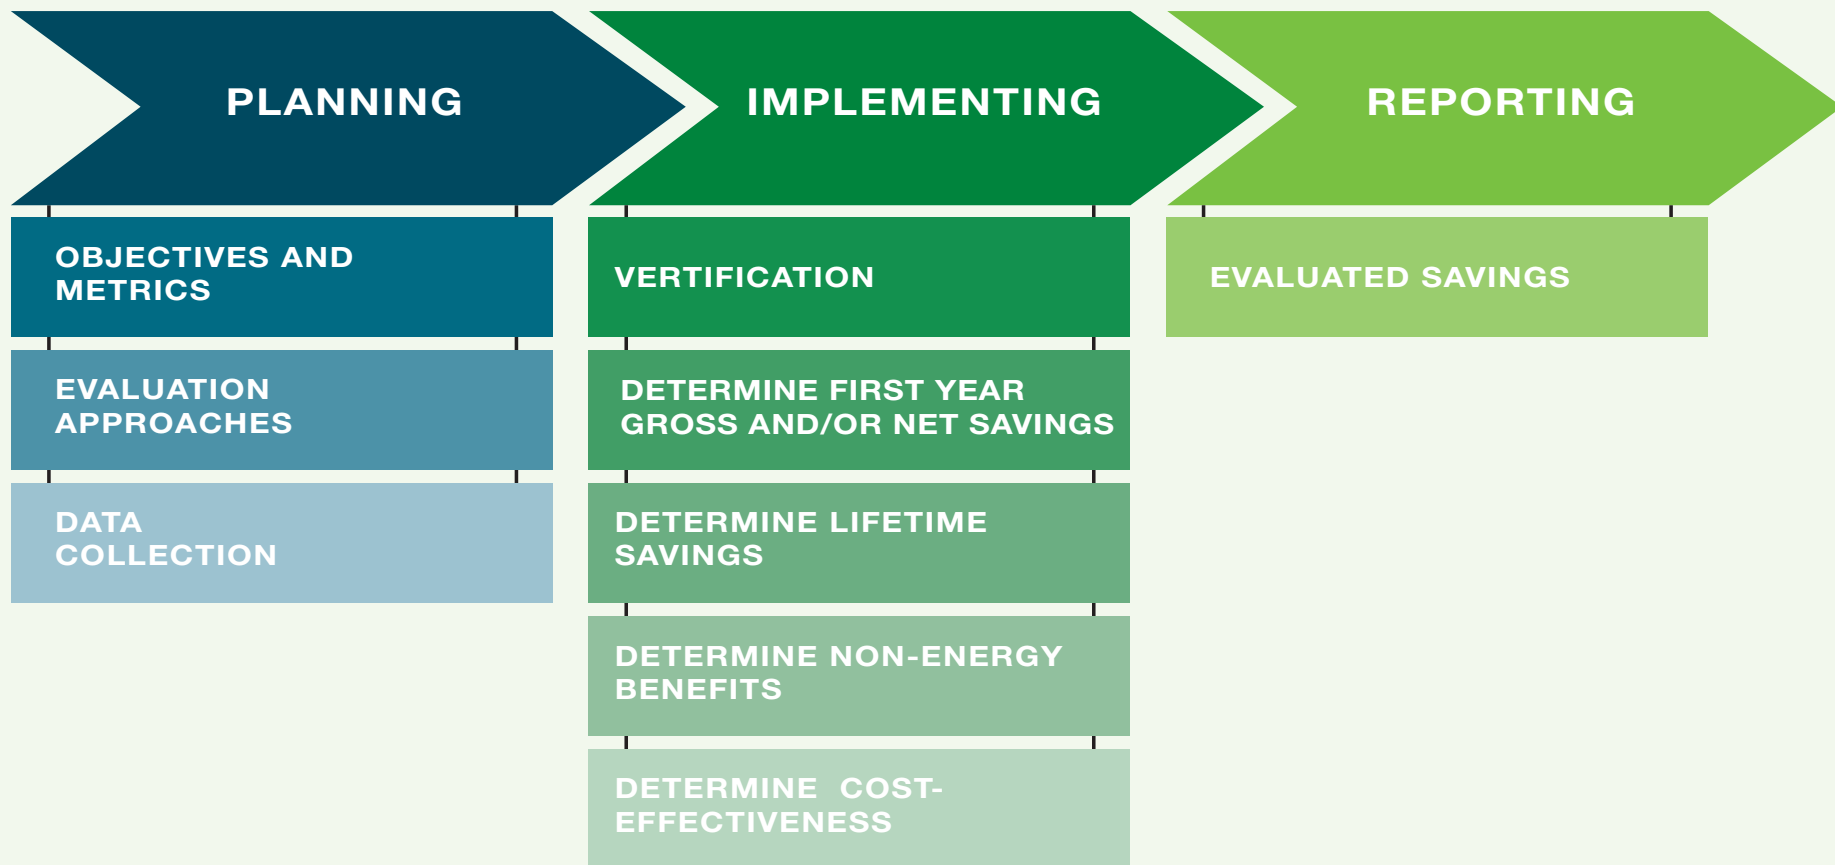 PLANNING
IMPLEMENTING
REPORTING
OBJECTIVES AND
METRICS
EVALUATION
APPROACHES
DATA
COLLECTION
VERTIFICATION
DETERMINE FIRST YEAR
GROSS AND/OR NET SAVINGS
DETERMINE LIFETIME
SAVINGS
DETERMINE NON-ENERGY
BENEFITS
DETERMINE COST-
EFFECTIVENESS
EVALUATED SAVINGS